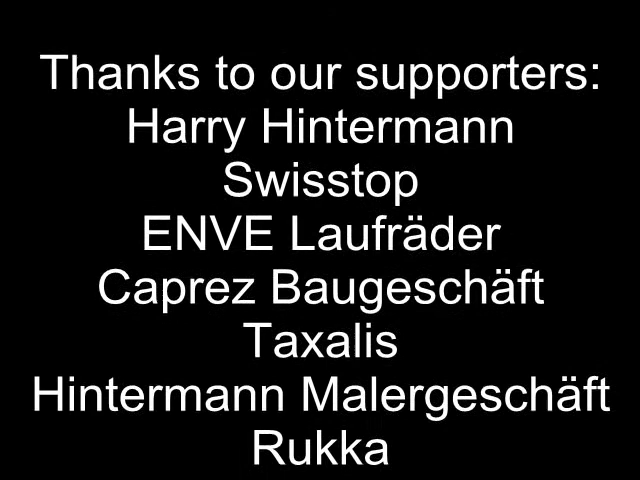 Thanks to our supporters:
Harry Hintermann
Swisstop
ENVE Laufräder
Caprez Baugeschäft
Taxalis
Hintermann Malergeschäft
Rukka